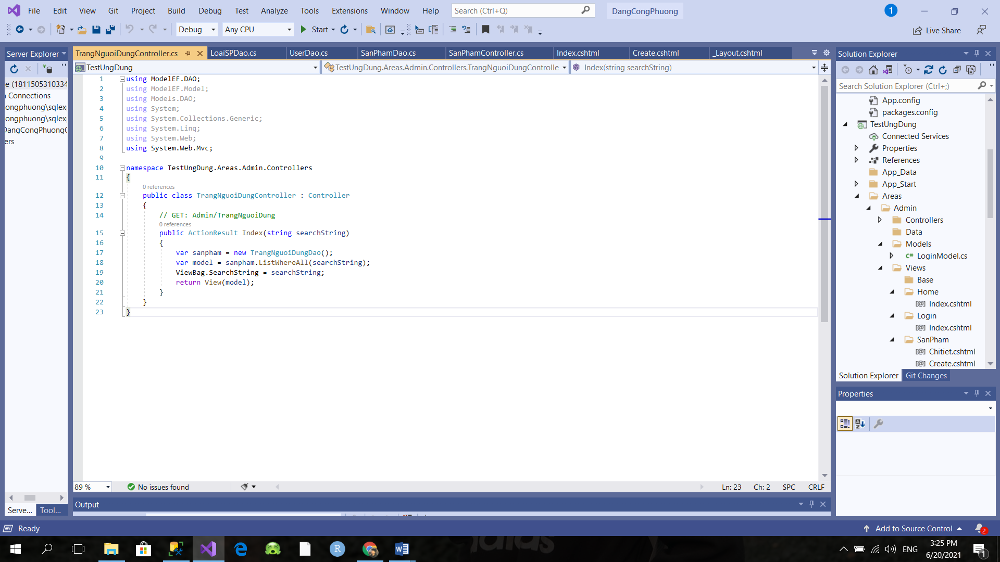 File Edit View Git Project Build Debug Test Analyze Tools Extensions Window Help Search (Ctrl+Q) DangCongPhuong 1
Debug Any CPU Start Live Share
Server Explorer
TrangNguoiDungController.cs LoaiSPDao.cs UserDao.cs SanPhamDao.cs SanPhamController.cs Index.cshtml Create.cshtml _Layout.cshtml
TestUngDung TestUngDung.Areas.Admin.Controllers.TrangNguoiDungControlle Index(string searchString)
e (1811505310334
Connections
ongphuong\sqlexp
ongphuong\sqlexp
DangCongPhuongC
ers
1 using ModelEF.DAO;
2 using ModelEF.Model;
3 using Models.DAO;
4 using System;
5 using System.Collections.Generic;
6 using System.Linq;
7 using System.Web;
8 using System.Web.Mvc;
9
10 namespace TestUngDung.Areas.Admin.Controllers
11 {
0 references
12 public class TrangNguoiDungController : Controller
13 {
14 // GET: Admin/TrangNguoiDung
0 references
15 public ActionResult Index(string searchString)
16 {
17 var sanpham = new TrangNguoiDungDao();
18 var model = sanpham.ListWhereAll(searchString);
19 ViewBag.SearchString = searchString;
20 return View(model);
21 }
22 }
23 }
89 % No issues found Ln: 23 Ch: 2 SPC CRLF
Serve... Tool...
Output
Solution Explorer
Search Solution Explorer (Ctrl+;)
App.config
packages.config
TestUngDung
Connected Services
Properties
References
App_Data
App_Start
Areas
Admin
Controllers
Data
Models
C# LoginModel.cs
Views
Base
Home
[@] Index.cshtml
Login
[@] Index.cshtml
SanPham
[@] Chitiet.cshtml
[@] Create.cshtml
Solution Explorer Git Changes
Properties
Ready Add to Source Control 2
ENG 3:25 PM
6/20/2021 1